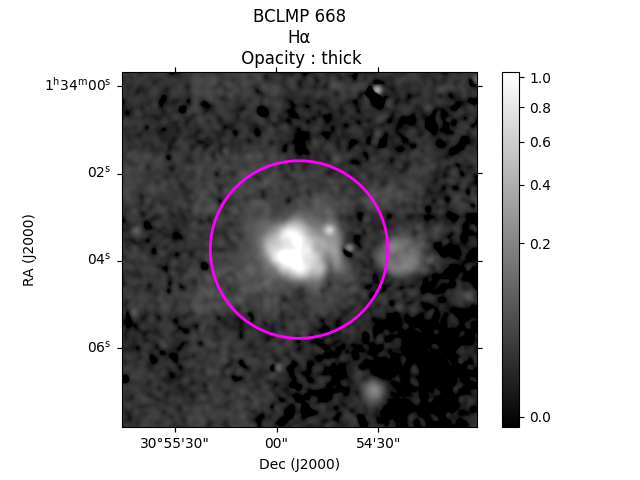 BCLMP 668
Hα
Opacity : thick
1ʰ34ᵐ00ˢ
02ˢ
04ˢ
06ˢ
RA (J2000)
30°55'30"
00"
54'30"
Dec (J2000)
1.0
0.8
0.6
0.4
0.2
0.0